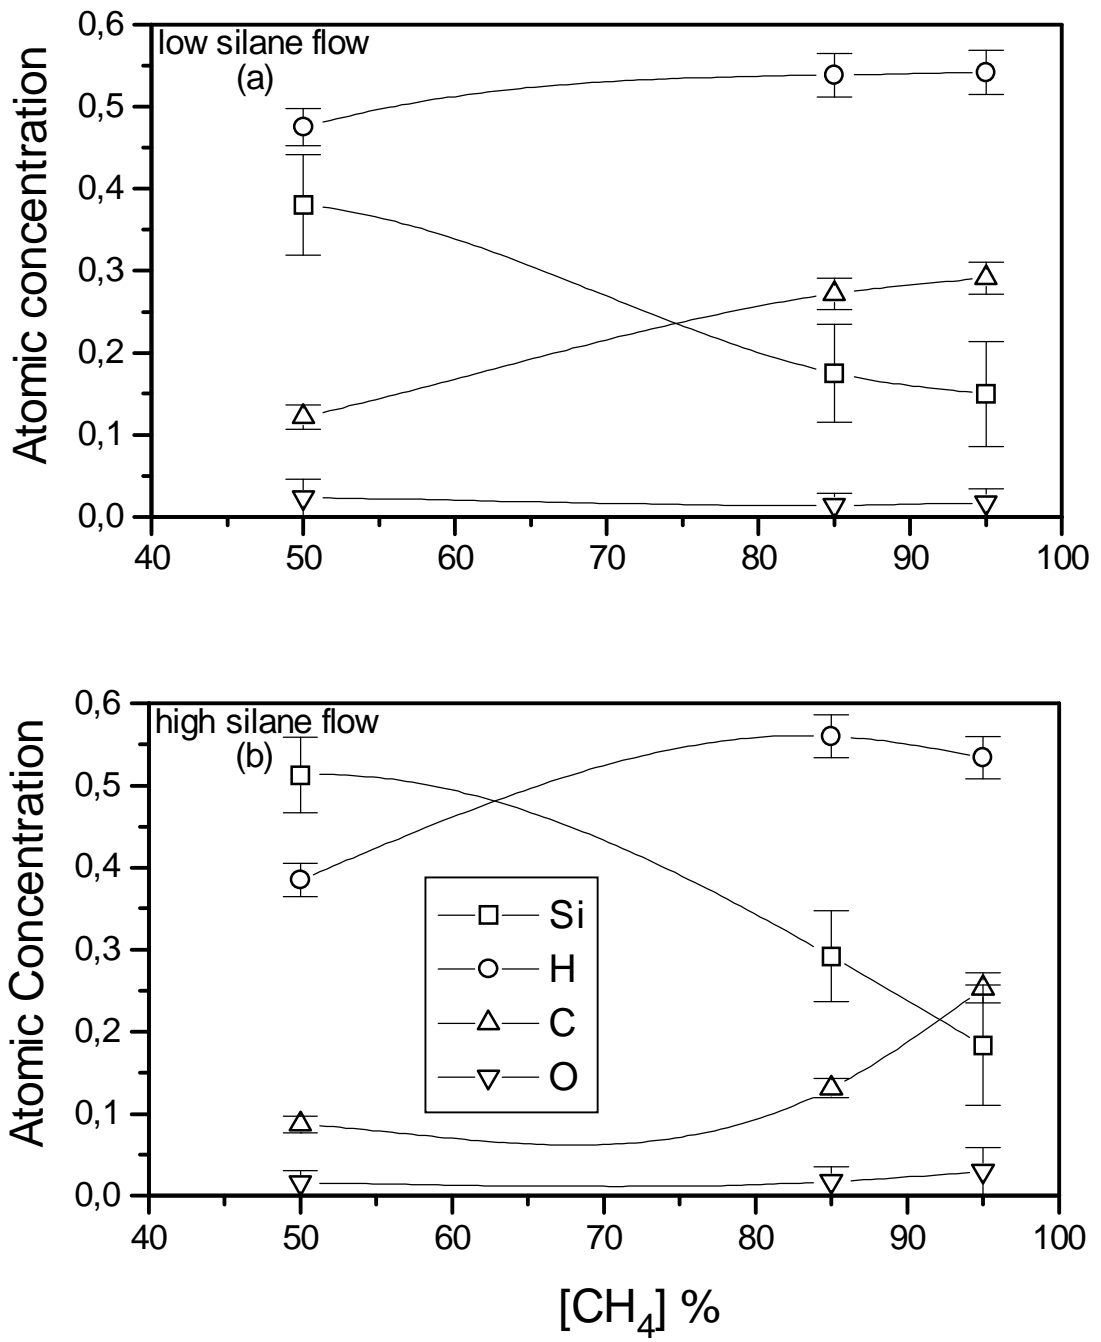 low silane flow
(a)
Atomic concentration
0,6
0,5
0,4
0,3
0,2
0,1
0,0
40 50 60 70 80 90 100
high silane flow
(b)
Atomic Concentration
0,6
0,5
0,4
0,3
0,2
0,1
0,0
Si
H
C
O
40 50 60 70 80 90 100
[CH₄] %